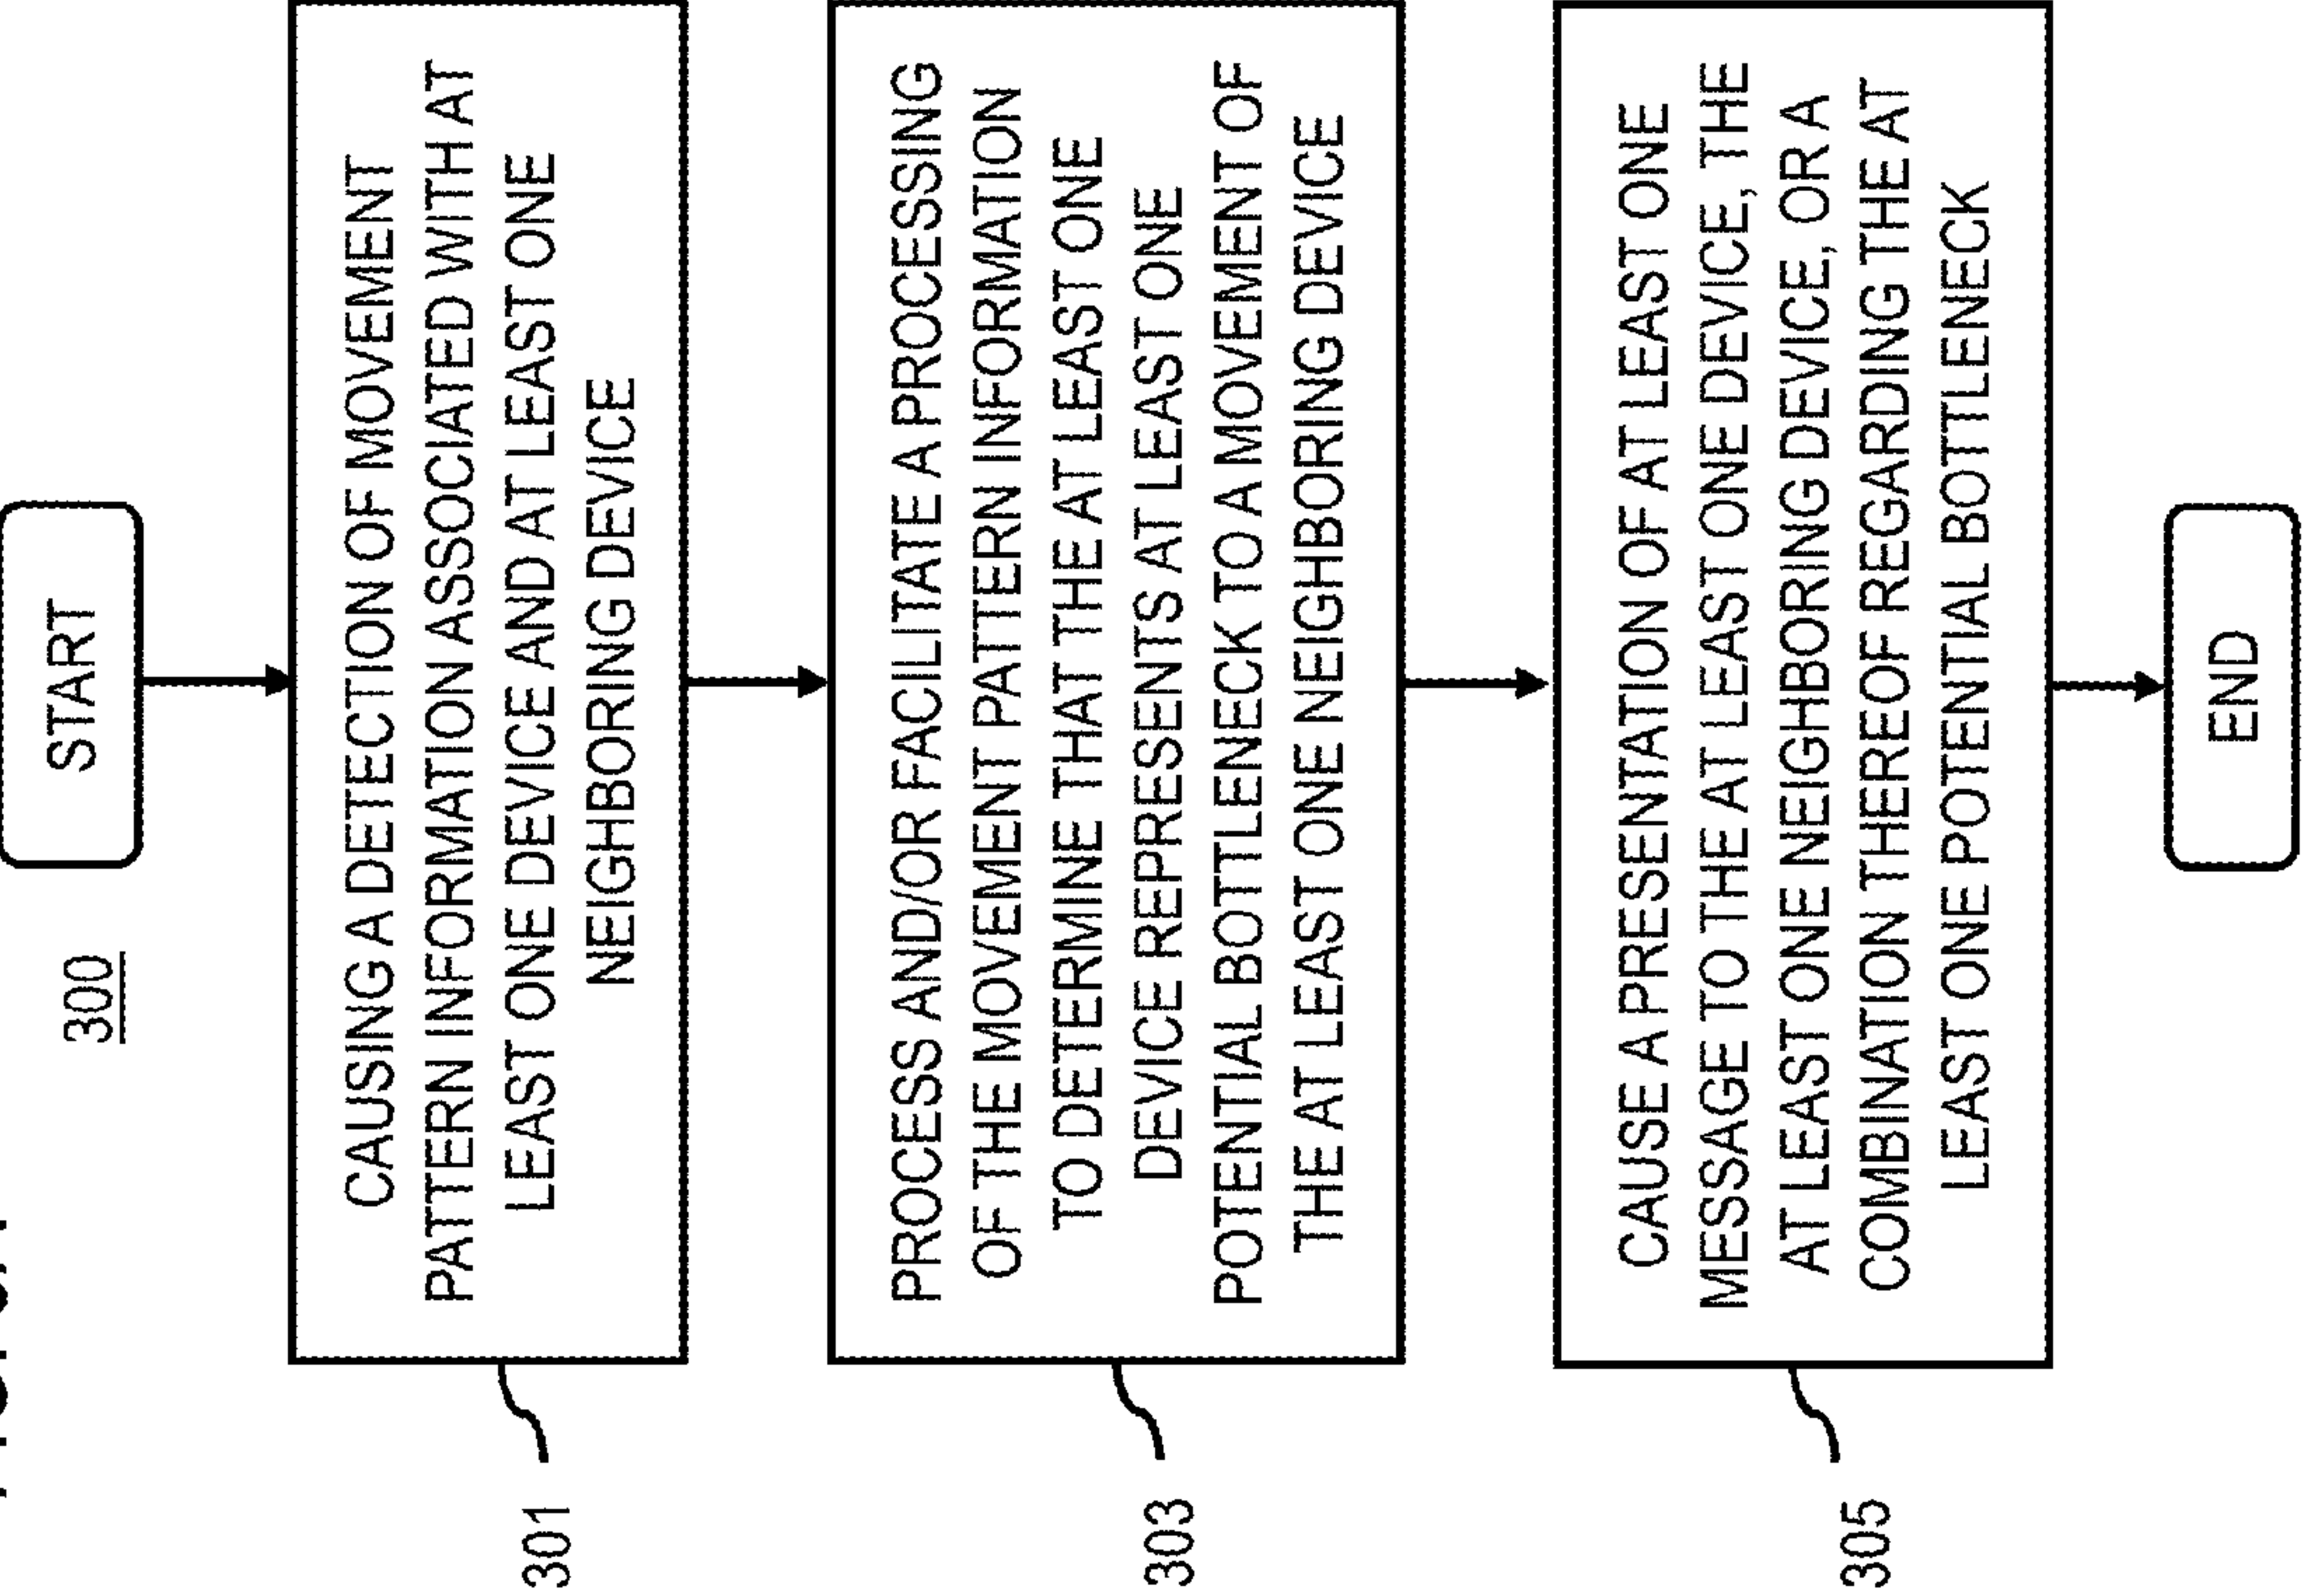 300
START
CAUSING A DETECTION OF MOVEMENT
PATTERN INFORMATION ASSOCIATED WITH AT
LEAST ONE DEVICE AND AT LEAST ONE
NEIGHBORING DEVICE
301
PROCESS AND/OR FACILITATE A PROCESSING
OF THE MOVEMENT PATTERN INFORMATION
TO DETERMINE THAT THE AT LEAST ONE
DEVICE REPRESENTS AT LEAST ONE
POTENTIAL BOTTLENECK TO A MOVEMENT OF
THE AT LEAST ONE NEIGHBORING DEVICE
303
CAUSE A PRESENTATION OF AT LEAST ONE
MESSAGE TO THE AT LEAST ONE DEVICE, THE
AT LEAST ONE NEIGHBORING DEVICE, OR A
COMBINATION THEREOF REGARDING THE AT
LEAST ONE POTENTIAL BOTTLENECK
305
END